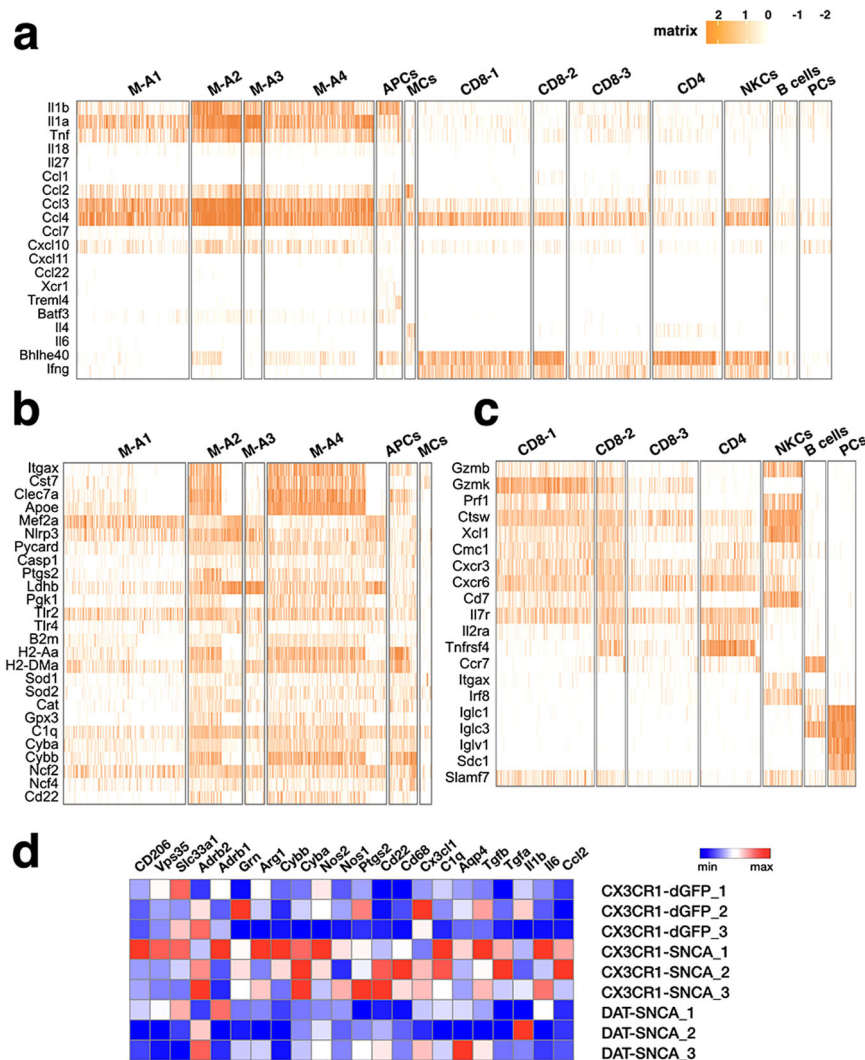 a
matrix
2 1 0 -1 -2
M-A1 M-A2 M-A3 M-A4 APCs MCs CD8-1 CD8-2 CD8-3 CD4 NKCs B cells PCs
Il1b
Il1a
Tnf
Il18
Il27
Ccl1
Ccl2
Ccl3
Ccl4
Ccl7
Cxcl10
Cxcl11
Ccl22
Xcr1
Treml4
Batf3
Il4
Il6
Bhlhe40
Ifng
b
M-A1 M-A2 M-A3 M-A4 APCs MCs
Itgax
Cst7
Clec7a
Apoe
Mef2a
Nlrp3
Pycard
Casp1
Ptgs2
Ldhb
Pgk1
Tlr2
Tlr4
B2m
H2-Aa
H2-DMa
Sod1
Sod2
Cat
Gpx3
C1q
Cyba
Cybb
Ncf2
Ncf4
Cd22
c
CD8-1 CD8-2 CD8-3 CD4 NKCs B cells PCs
Gzmb
Gzmk
Prf1
Ctsw
Xcl1
Cmc1
Cxcr3
Cxcr6
Cd7
Il7r
Il2ra
Tnfrsf4
Ccr7
Itgax
Irf8
Iglc1
Iglc3
Iglv1
Sdc1
Slamf7
d
CD206 Vps35 Slc33a1 Adrb2 Adrb1 Grn Arg1 Cybb Cyba Nos2 Nos1 Ptgs2 Cd22 Cd68 Cx3cl1 C1q Aqp4 Tgfb Tgfa Il1b Il6 Ccl2
min max
CX3CR1-dGFP_1
CX3CR1-dGFP_2
CX3CR1-dGFP_3
CX3CR1-SNCA_1
CX3CR1-SNCA_2
CX3CR1-SNCA_3
DAT-SNCA_1
DAT-SNCA_2
DAT-SNCA_3